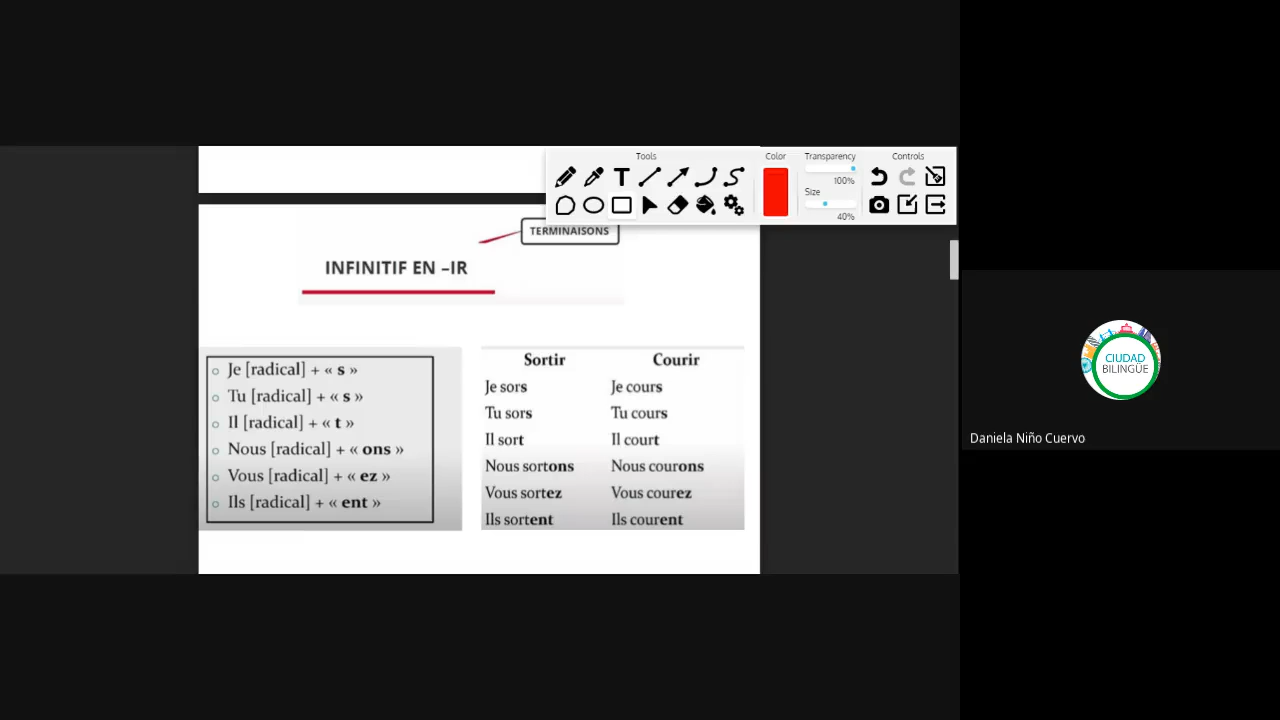 Tools
Color
Transparency
Controls
T
100%
Size
40%
TERMINAISONS
INFINITIF EN –IR
Je [radical] + « s »
Tu [radical] + « s »
Il [radical] + « t »
Nous [radical] + « ons »
Vous [radical] + « ez »
Ils [radical] + « ent »
Sortir Courir
Je sors Je cours
Tu sors Tu cours
Il sort Il court
Nous sortons Nous courons
Vous sortez Vous courez
Ils sortent Ils courent
CIUDAD
BILINGÜE
Daniela Niño Cuervo